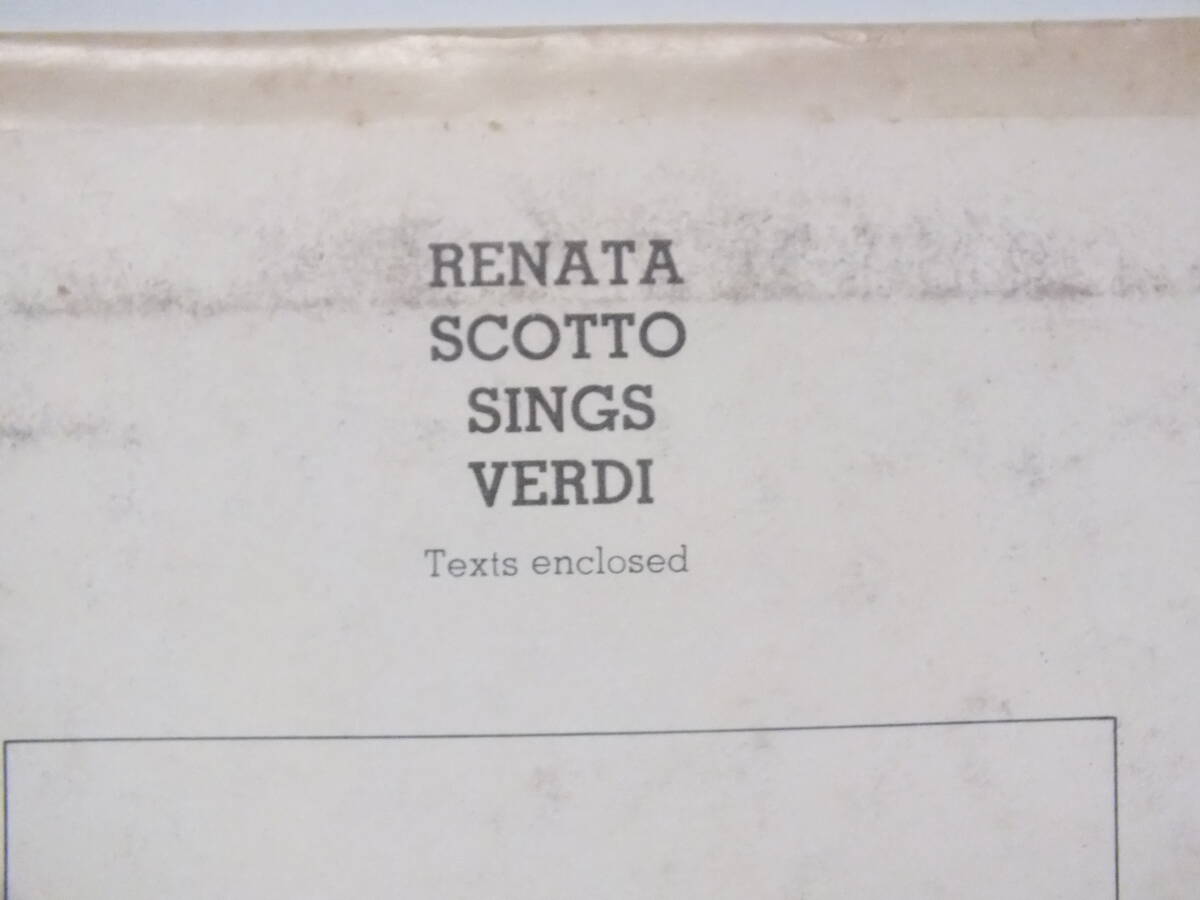 RENATA
SCOTTO
SINGS
VERDI
Texts enclosed